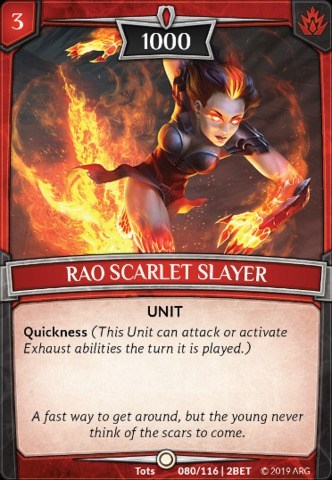 3
1000
RAO SCARLET SLAYER
UNIT
Quickness (This Unit can attack or activate
Exhaust abilities the turn it is played.)
A fast way to get around, but the young never
think of the scars to come.
Tots 080/116 | 2BET © 2019 ARG